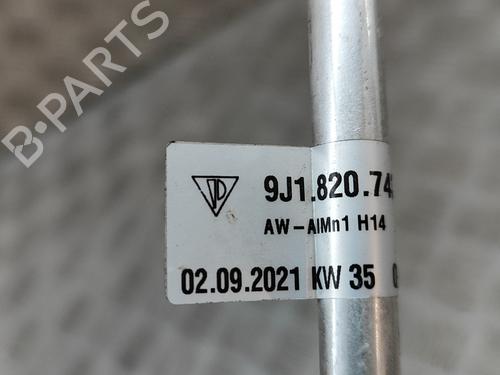 B-PARTS
9J1.820.74
AW-AlMn1 H14
02.09.2021 KW 35